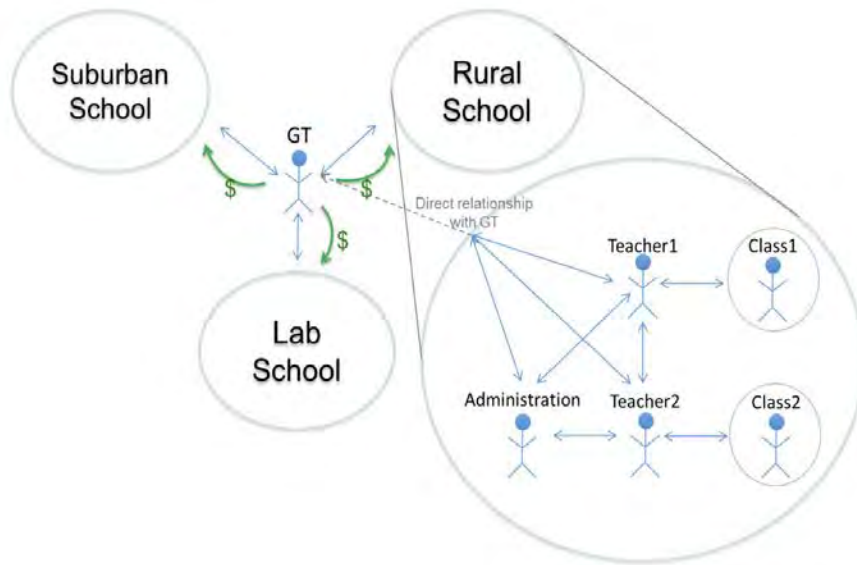 Suburban
School
Rural
School
GT
$
$
$
Direct relationship
with GT
Teacher1
Class1
Lab
School
Administration
Teacher2
Class2